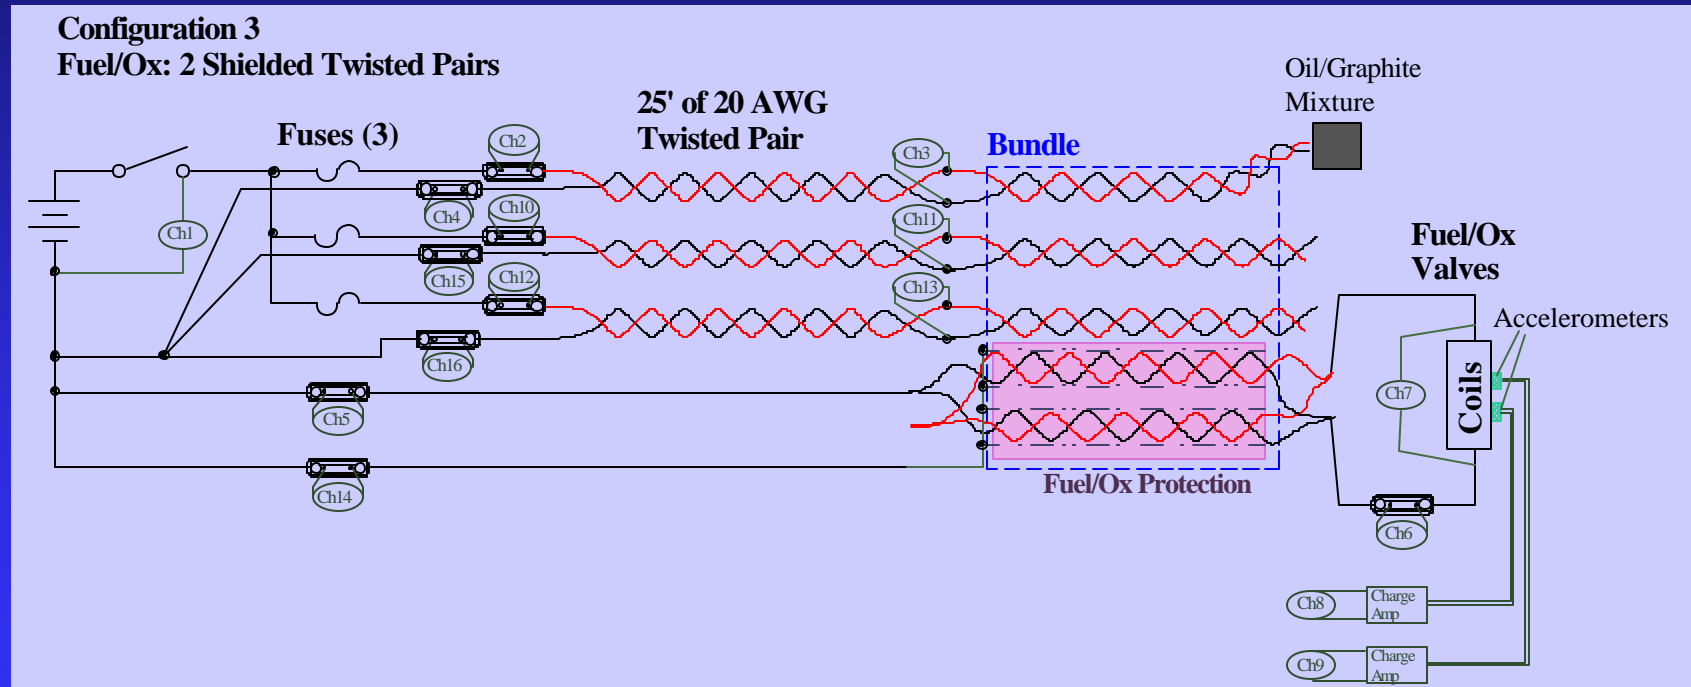 Configuration 3
Fuel/Ox: 2 Shielded Twisted Pairs
Oil/Graphite
Mixture
25' of 20 AWG
Twisted Pair
Fuses (3)
Ch2
Ch3
Bundle
Ch4
Ch10
Ch11
Ch1
Ch15
Ch12
Ch13
Fuel/Ox
Valves
Accelerometers
Ch16
Ch5
Ch7
Coils
Ch14
Fuel/Ox Protection
Ch6
Ch8
Charge
Amp
Ch9
Charge
Amp